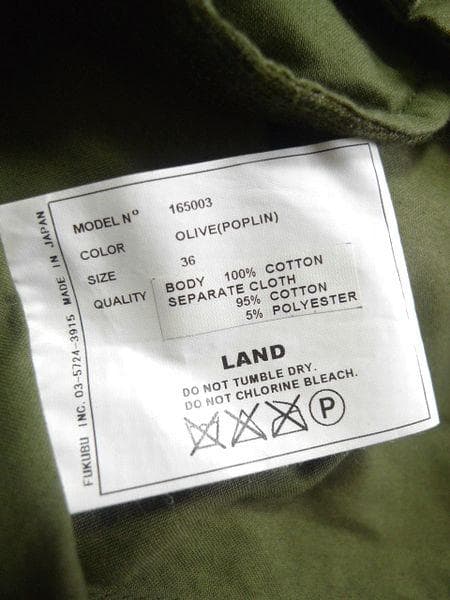 MODEL Nº 165003
COLOR OLIVE(POPLIN)
SIZE 36
QUALITY BODY 100% COTTON
SEPARATE CLOTH
95% COTTON
5% POLYESTER
LAND
DO NOT TUMBLE DRY.
DO NOT CHLORINE BLEACH.
P
FUKUBU INC. 03-5724-3915 MADE IN JAPAN